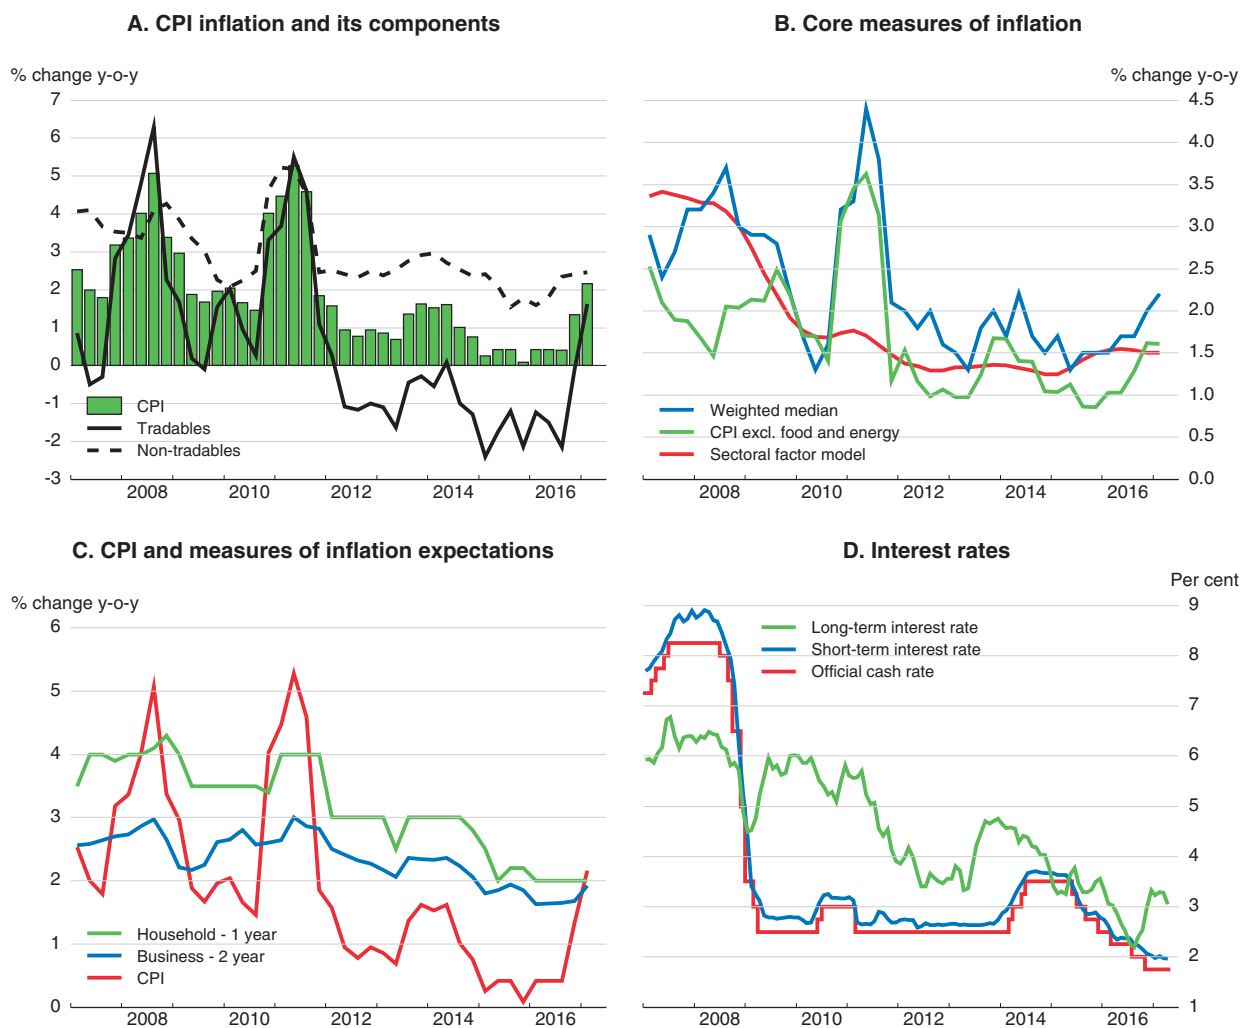 A. CPI inflation and its components
% change y-o-y
7
6
5
4
3
2
1
0
-1
-2
-3
CPI
Tradables
Non-tradables
2008 2010 2012 2014 2016
B. Core measures of inflation
% change y-o-y
4.5
4.0
3.5
3.0
2.5
2.0
1.5
1.0
0.5
0.0
Weighted median
CPI excl. food and energy
Sectoral factor model
2008 2010 2012 2014 2016
C. CPI and measures of inflation expectations
% change y-o-y
6
5
4
3
2
1
0
Household - 1 year
Business - 2 year
CPI
2008 2010 2012 2014 2016
D. Interest rates
Per cent
9
8
7
6
5
4
3
2
1
Long-term interest rate
Short-term interest rate
Official cash rate
2008 2010 2012 2014 2016